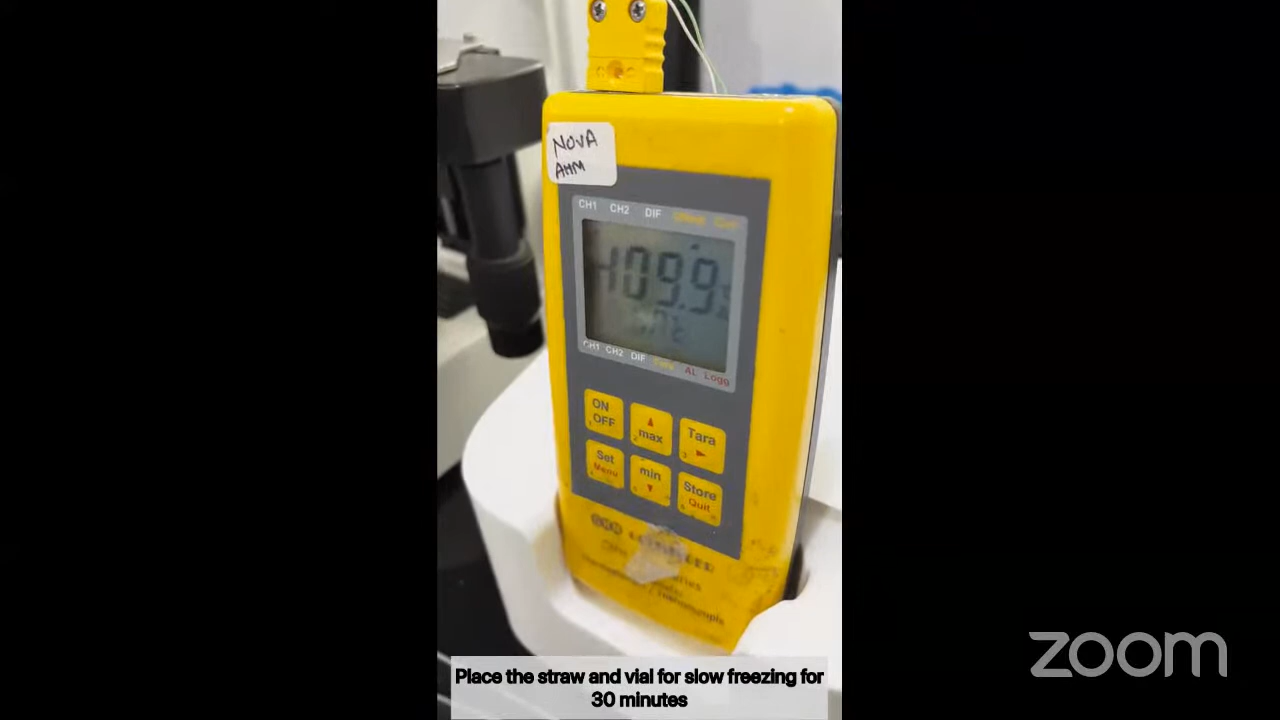 NOVA
AHM
CH1 CH2 DIF
109.9
CH1 CH2 DIF AL Logg
ON
OFF
max
Tara
Set
Menu
min
Store
Quit
Place the straw and vial for slow freezing for
30 minutes
zoom